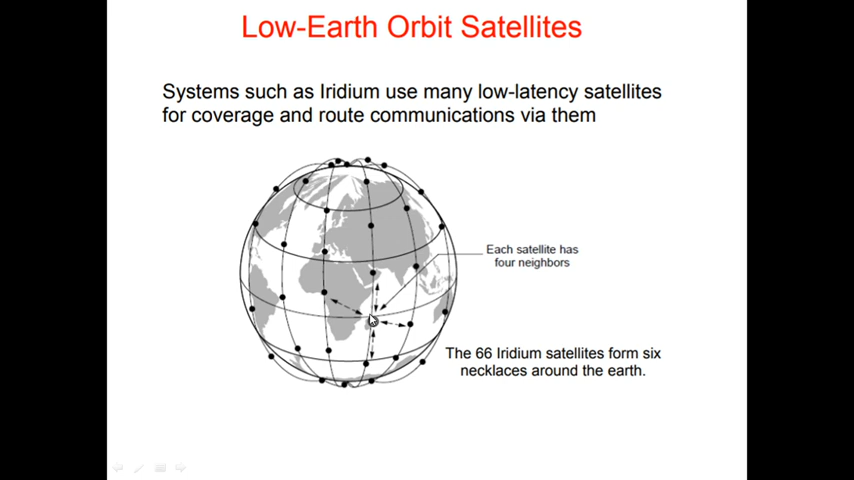 Low-Earth Orbit Satellites
Systems such as Iridium use many low-latency satellites
for coverage and route communications via them
Each satellite has
four neighbors
The 66 Iridium satellites form six
necklaces around the earth.